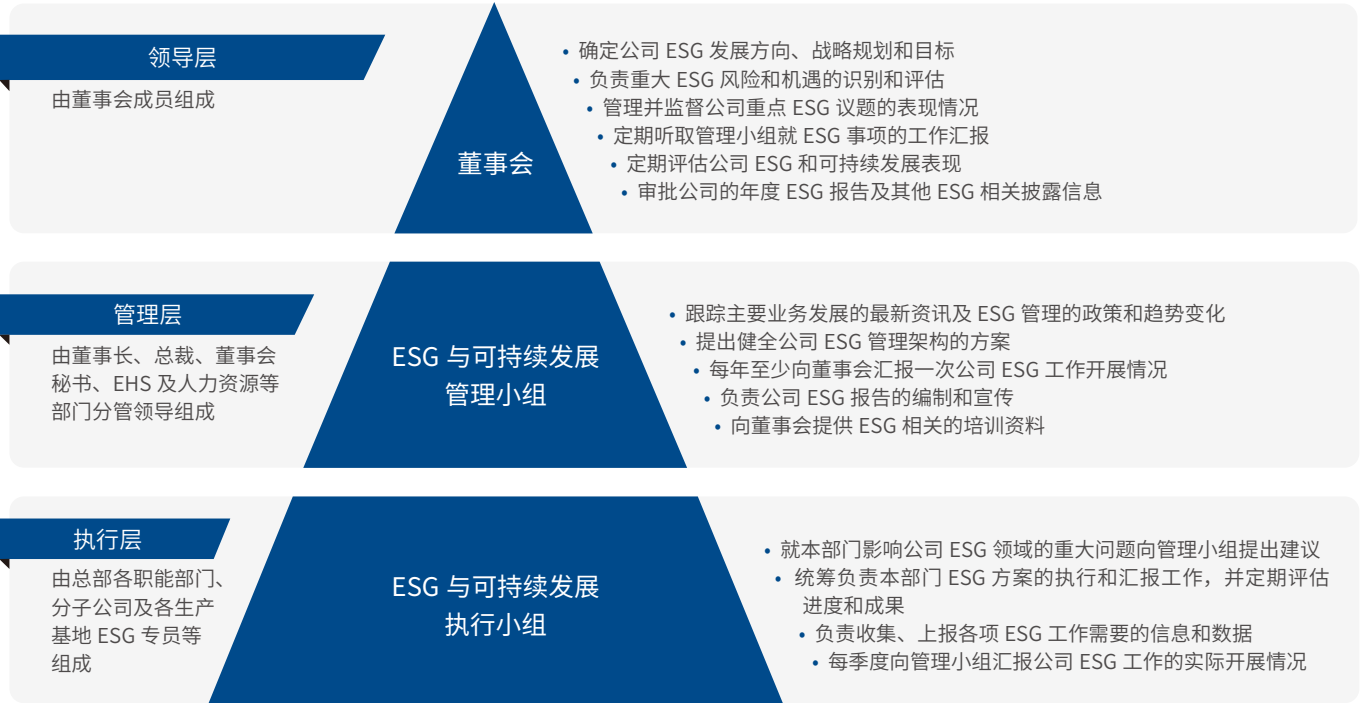 领导层
由董事会成员组成
董事会
• 确定公司 ESG 发展方向、战略规划和目标
• 负责重大 ESG 风险和机遇的识别和评估
• 管理并监督公司重点 ESG 议题的表现情况
• 定期听取管理小组就 ESG 事项的工作汇报
• 定期评估公司 ESG 和可持续发展表现
• 审批公司的年度 ESG 报告及其他 ESG 相关披露信息
管理层
由董事长、总裁、董事会
秘书、EHS 及人力资源等
部门分管领导组成
ESG 与可持续发展
管理小组
• 跟踪主要业务发展的最新资讯及 ESG 管理的政策和趋势变化
• 提出健全公司 ESG 管理架构的方案
• 每年至少向董事会汇报一次公司 ESG 工作开展情况
• 负责公司 ESG 报告的编制和宣传
• 向董事会提供 ESG 相关的培训资料
执行层
由总部各职能部门、
分子公司及各生产
基地 ESG 专员等
组成
ESG 与可持续发展
执行小组
• 就本部门影响公司 ESG 领域的重大问题向管理小组提出建议
• 统筹负责本部门 ESG 方案的执行和汇报工作，并定期评估
进度和成果
• 负责收集、上报各项 ESG 工作需要的信息和数据
• 每季度向管理小组汇报公司 ESG 工作的实际开展情况